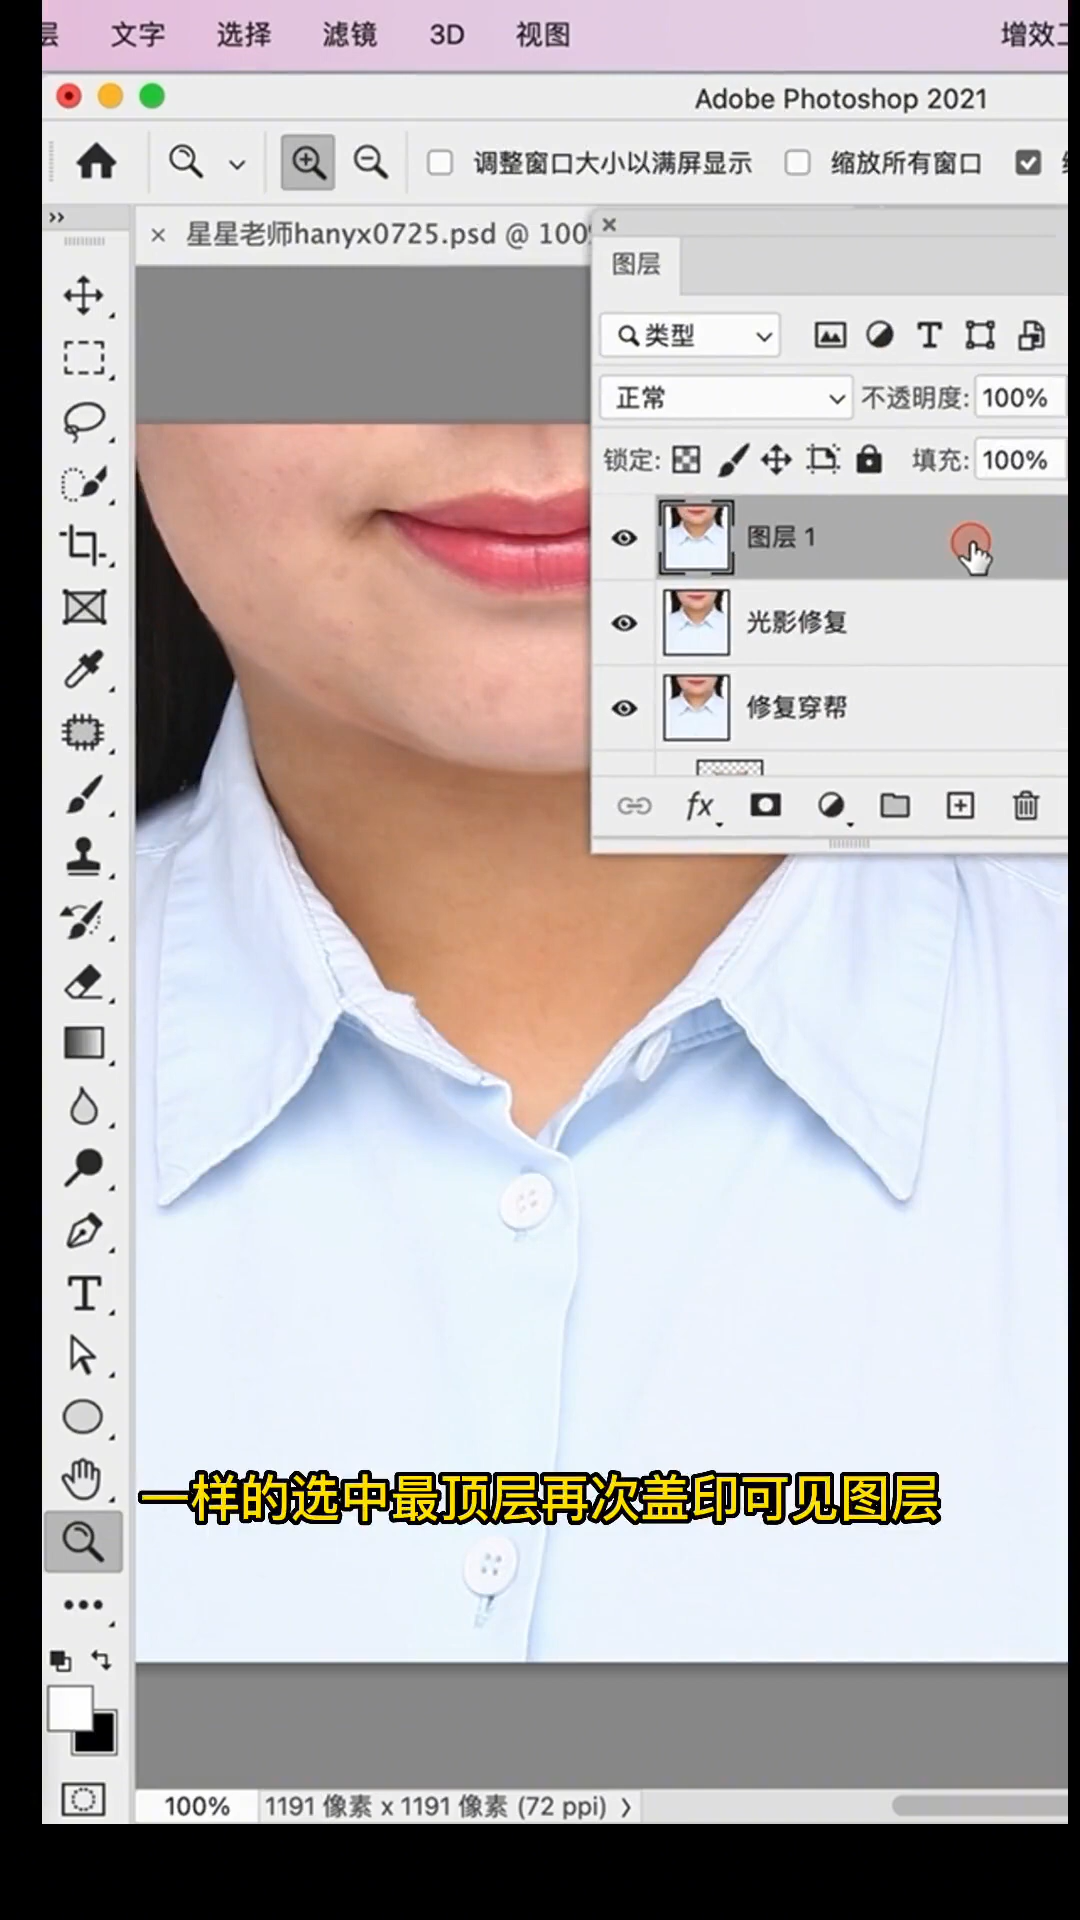 层 文字 选择 滤镜 3D 视图 增效工
Adobe Photoshop 2021
调整窗口大小以满屏显示 缩放所有窗口
× 星星老师hanyx0725.psd @ 100%
图层
类型
正常 不透明度: 100%
锁定: 填充: 100%
图层 1
光影修复
修复穿帮
fx
一样的选中最顶层再次盖印可见图层
100% 1191 像素 x 1191 像素 (72 ppi)